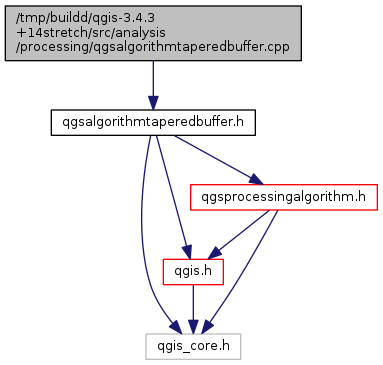 /tmp/buildd/qgis-3.4.3
+14stretch/src/analysis
/processing/qgsalgorithmtaperedbuffer.cpp
qgsalgorithmtaperedbuffer.h
qgsprocessingalgorithm.h
qgis.h
qgis_core.h